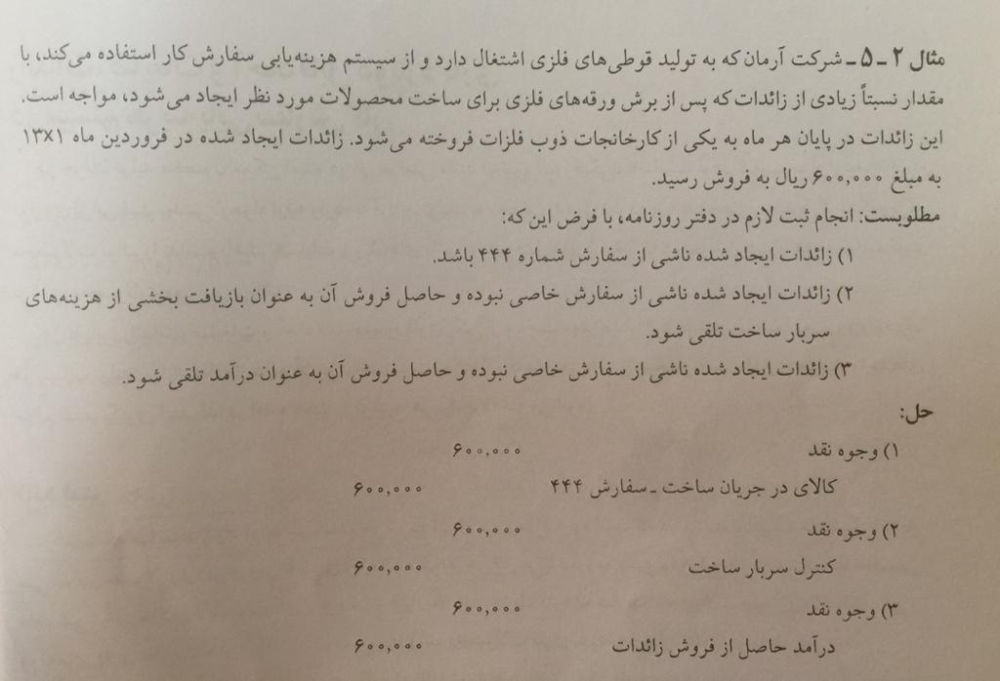 مثال ۲ ـ ۵ ـ شرکت آرمان که به تولید قوطی‌های فلزی اشتغال دارد و از سیستم هزینه‌یابی سفارش کار استفاده می‌کند، با
مقدار نسبتاً زیادی از زائدات که پس از برش ورقه‌های فلزی برای ساخت محصولات مورد نظر ایجاد می‌شود، مواجه است.
این زائدات در پایان هر ماه به یکی از کارخانجات ذوب فلزات فروخته می‌شود. زائدات ایجاد شده در فروردین ماه ۱۳X۱
به مبلغ ۶۰۰,۰۰۰ ریال به فروش رسید.
مطلوبست: انجام ثبت لازم در دفتر روزنامه، با فرض این که:
۱) زائدات ایجاد شده ناشی از سفارش شماره ۴۴۴ باشد.
۲) زائدات ایجاد شده ناشی از سفارش خاصی نبوده و حاصل فروش آن به عنوان بازیافت بخشی از هزینه‌های
سربار ساخت تلقی شود.
۳) زائدات ایجاد شده ناشی از سفارش خاصی نبوده و حاصل فروش آن به عنوان درآمد تلقی شود.
حل:
۱) وجوه نقد ۶۰۰,۰۰۰
کالای در جریان ساخت ـ سفارش ۴۴۴ ۶۰۰,۰۰۰
۲) وجوه نقد ۶۰۰,۰۰۰
کنترل سربار ساخت ۶۰۰,۰۰۰
۳) وجوه نقد ۶۰۰,۰۰۰
درآمد حاصل از فروش زائدات ۶۰۰,۰۰۰